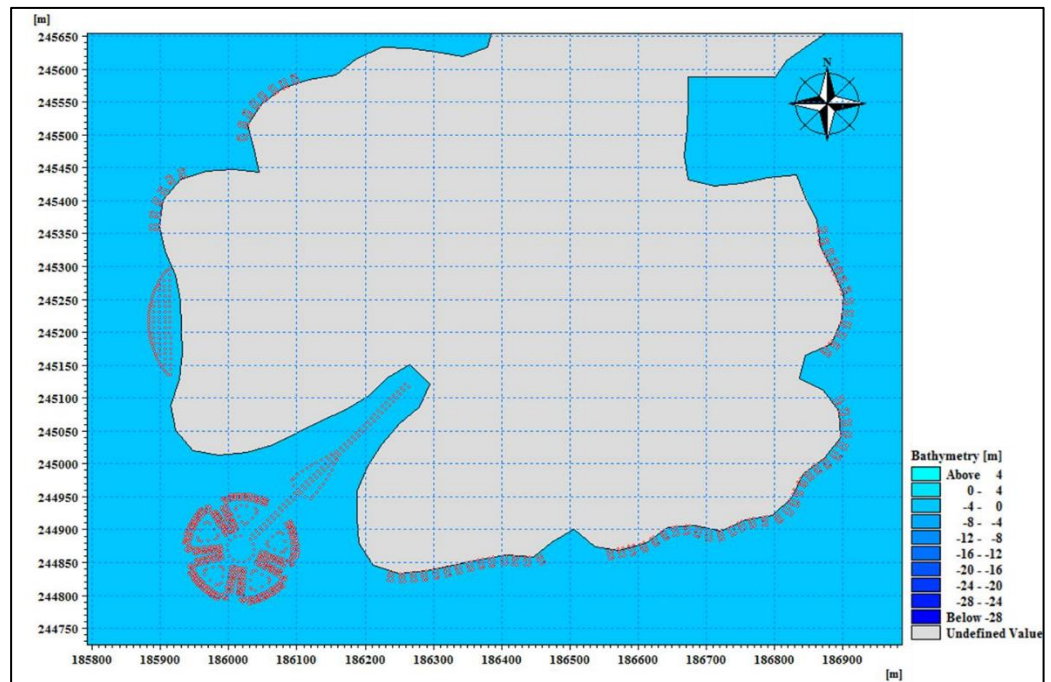 [m]
245650
245600
245550
245500
245450
245400
245350
245300
245250
245200
245150
245100
245050
245000
244950
244900
244850
244800
244750
N
Bathymetry [m]
Above 4
0 - 4
-4 - 0
-8 - -4
-12 - -8
-16 - -12
-20 - -16
-24 - -20
-28 - -24
Below -28
Undefined Value
185800 185900 186000 186100 186200 186300 186400 186500 186600 186700 186800 186900
[m]